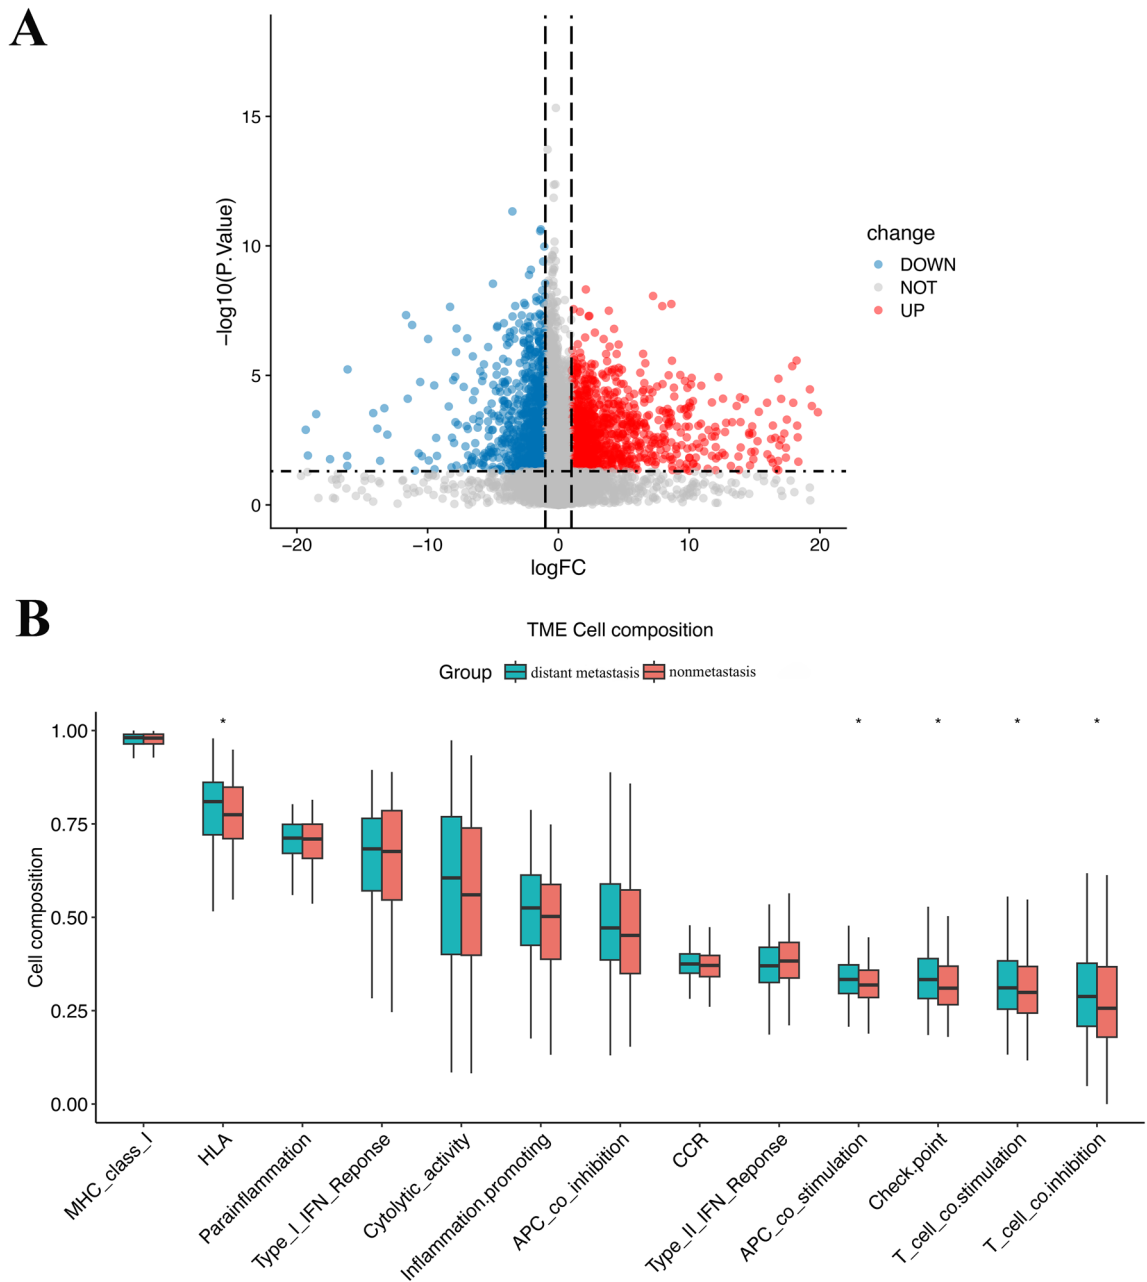 A
−log10(P.Value)
15
10
5
0
−20
−10
0
10
20
logFC
change
DOWN
NOT
UP
B
TME Cell composition
Group distant metastasis nonmetastasis
Cell composition
1.00
0.75
0.50
0.25
0.00
* * * * *
MHC_class_I
HLA
Parainflammation
Type_I_IFN_Reponse
Cytolytic_activity
Inflammation.promoting
APC_co_inhibition
CCR
Type_II_IFN_Reponse
APC_co_stimulation
Check.point
T_cell_co.stimulation
T_cell_co.inhibition